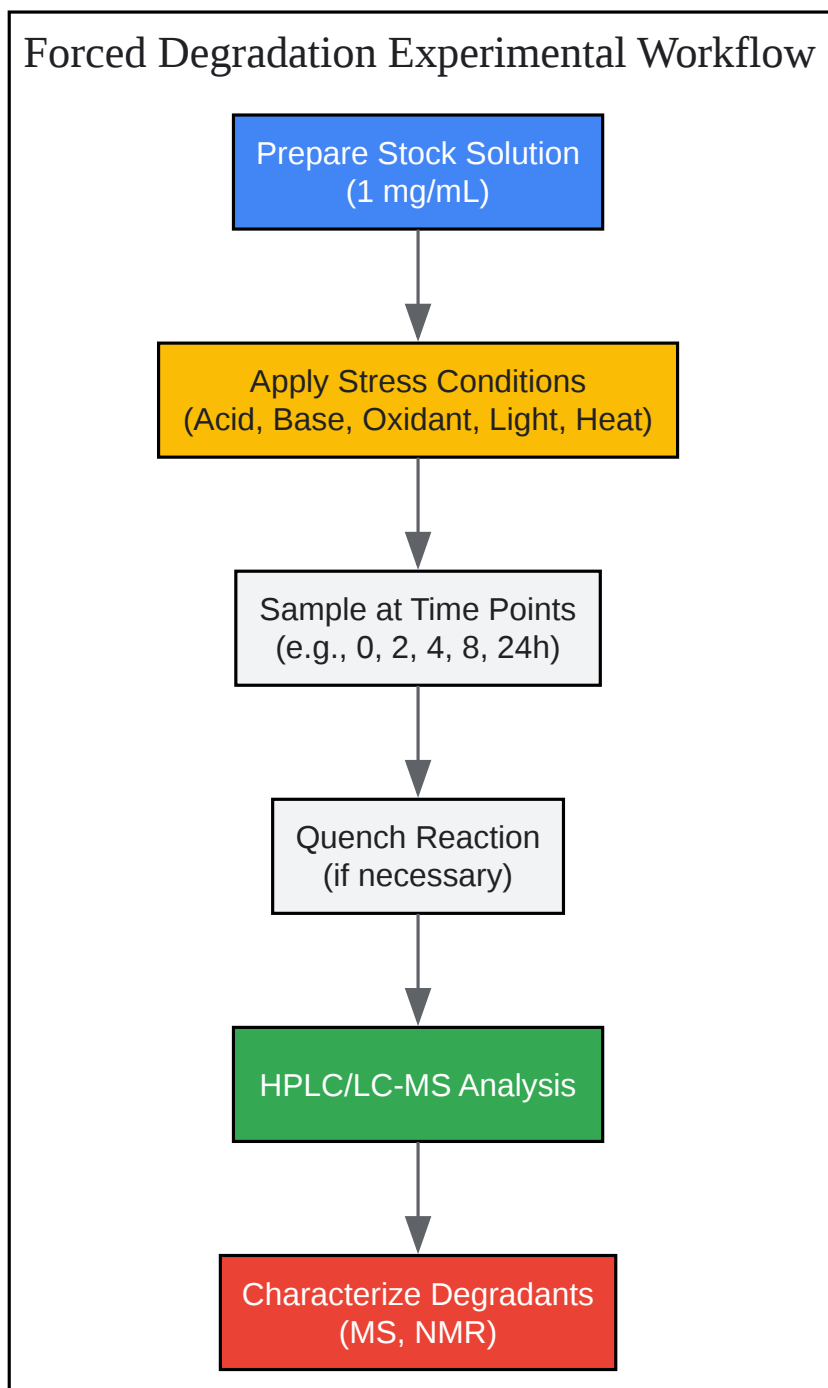 Forced Degradation Experimental Workflow
Prepare Stock Solution
(1 mg/mL)
Apply Stress Conditions
(Acid, Base, Oxidant, Light, Heat)
Sample at Time Points
(e.g., 0, 2, 4, 8, 24h)
Quench Reaction
(if necessary)
HPLC/LC-MS Analysis
Characterize Degradants
(MS, NMR)